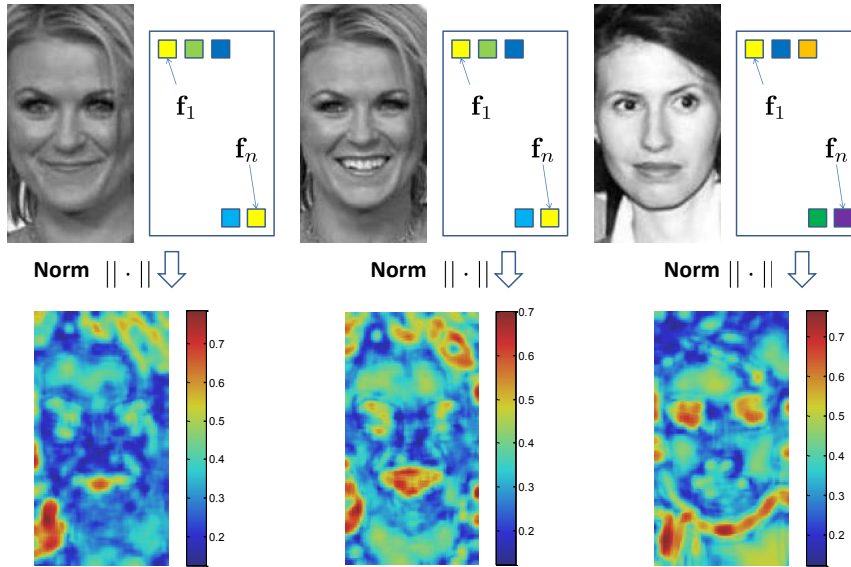 f₁ f₁ f₁
fₙ fₙ fₙ
Norm || · || Norm || · || Norm || · ||
0.7 0.7 0.7
0.6 0.6 0.6
0.5 0.5 0.5
0.4 0.4 0.4
0.3 0.3 0.3
0.2 0.2 0.2